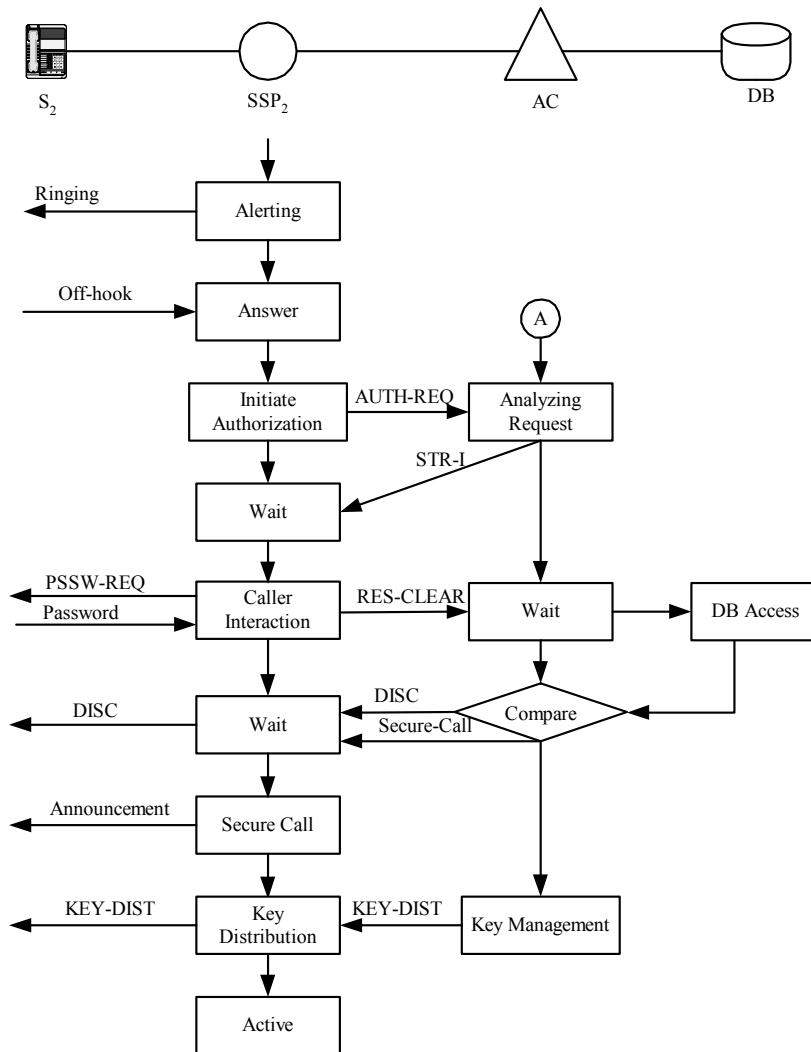 S2
SSP2
AC
DB
Ringing
Alerting
Off-hook
Answer
A
Initiate
Authorization
AUTH-REQ
Analyzing
Request
STR-I
Wait
PSSW-REQ
Password
Caller
Interaction
RES-CLEAR
Wait
DB Access
DISC
Wait
DISC
Secure-Call
Compare
Announcement
Secure Call
KEY-DIST
Key
Distribution
KEY-DIST
Key Management
Active